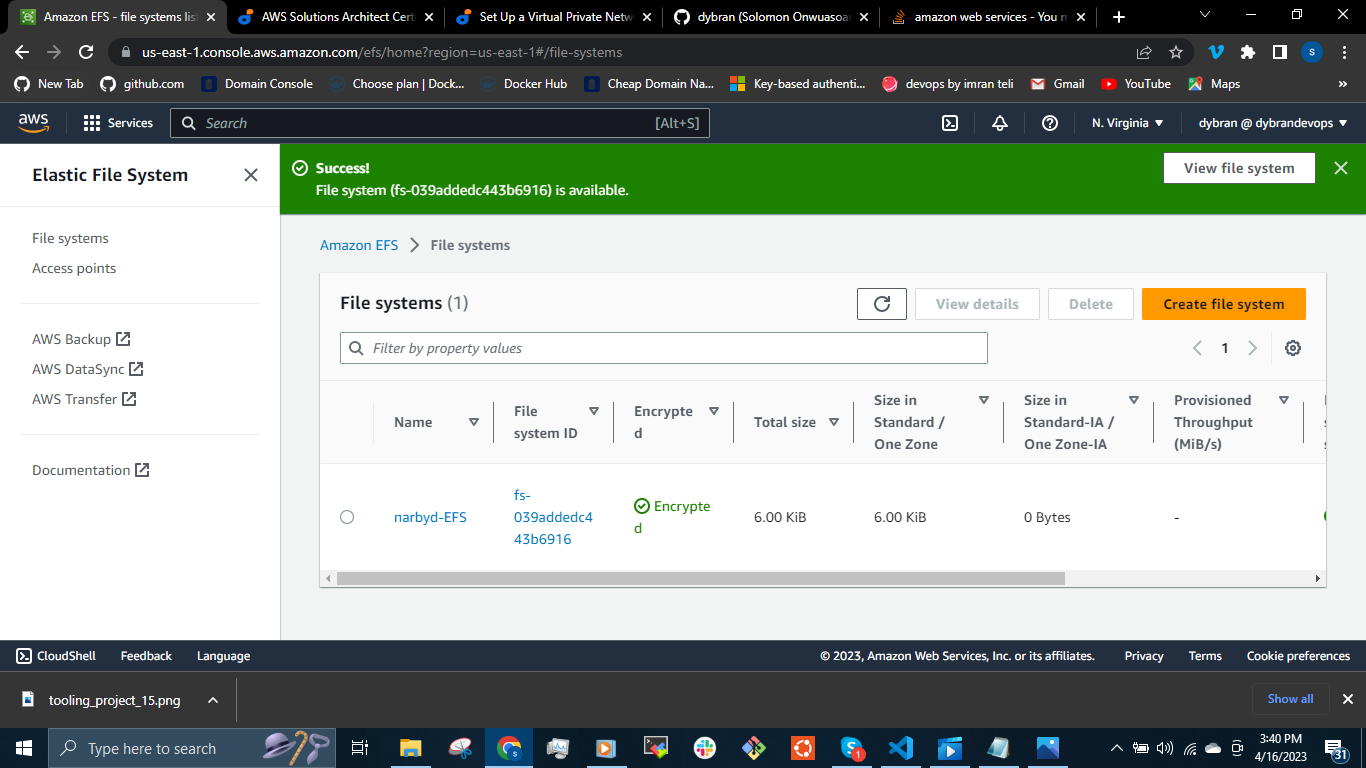 Amazon EFS - file systems lis
AWS Solutions Architect Cert
Set Up a Virtual Private Netw
dybran (Solomon Onwuasoa
amazon web services - You n
us-east-1.console.aws.amazon.com/efs/home?region=us-east-1#/file-systems
S
New Tab
github.com
Domain Console
Choose plan | Dock...
Docker Hub
Cheap Domain Na...
Key-based authenti...
devops by imran teli
Gmail
YouTube
Maps
»
aws
Services
Search
[Alt+S]
N. Virginia
dybran @ dybrandevops
Elastic File System
File systems
Access points
AWS Backup
AWS DataSync
AWS Transfer
Documentation
Success!
File system (fs-039addedc443b6916) is available.
View file system
Amazon EFS
File systems
File systems (1)
View details
Delete
Create file system
Filter by property values
1
Name
File
system ID
Encrypte
d
Total size
Size in
Standard /
One Zone
Size in
Standard-IA /
One Zone-IA
Provisioned
Throughput
(MiB/s)
narbyd-EFS
fs-
039addedc4
43b6916
Encrypte
d
6.00 KiB
6.00 KiB
0 Bytes
-
CloudShell
Feedback
Language
© 2023, Amazon Web Services, Inc. or its affiliates.
Privacy
Terms
Cookie preferences
tooling_project_15.png
Show all
Type here to search
1
3:40 PM
4/16/2023
31